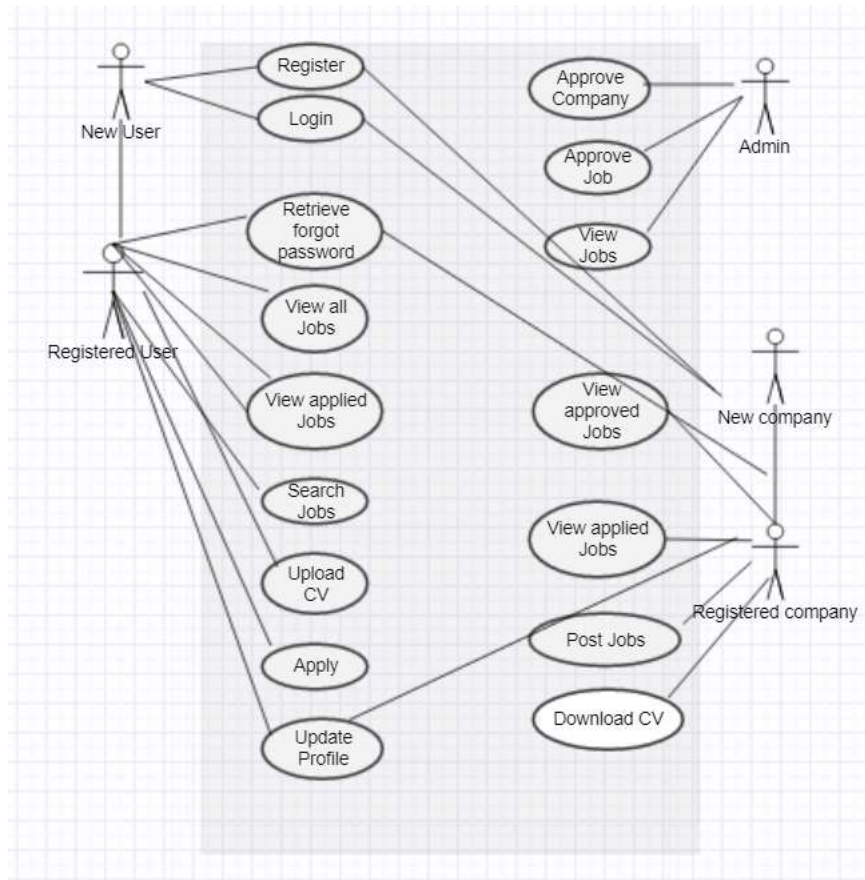 Register
Login
New User
Approve
Company
Approve
Job
Admin
View
Jobs
Retrieve
forgot
password
View all
Jobs
Registered User
View applied
Jobs
View
approved
Jobs
New company
Search
Jobs
View applied
Jobs
Upload
CV
Registered company
Apply
Post Jobs
Update
Profile
Download CV